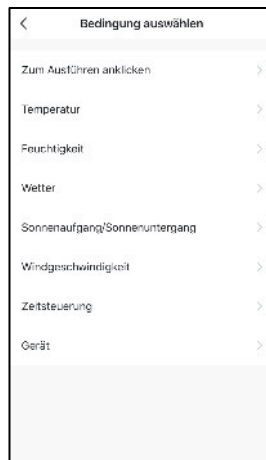 Bedingung auswählen
Zum Ausführen anklicken
Temperatur
Feuchtigkeit
Wetter
Sonnenaufgang/Sonnenuntergang
Windgeschwindigkeit
Zeitsteuerung
Gerät